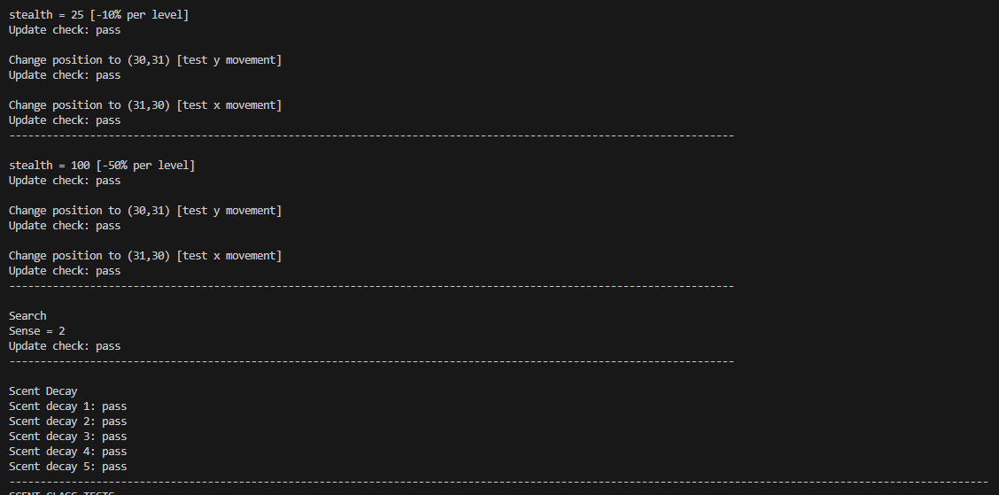 stealth = 25 [-10% per level]
Update check: pass
Change position to (30,31) [test y movement]
Update check: pass
Change position to (31,30) [test x movement]
Update check: pass
---------------------------------------------------------------------------------------------------------------------
stealth = 100 [-50% per level]
Update check: pass
Change position to (30,31) [test y movement]
Update check: pass
Change position to (31,30) [test x movement]
Update check: pass
---------------------------------------------------------------------------------------------------------------------
Search
Sense = 2
Update check: pass
---------------------------------------------------------------------------------------------------------------------
Scent Decay
Scent decay 1: pass
Scent decay 2: pass
Scent decay 3: pass
Scent decay 4: pass
Scent decay 5: pass
--------------------------------------------------------------------------------------------------------------------------------------------------------------
SCENT CLASS TESTS